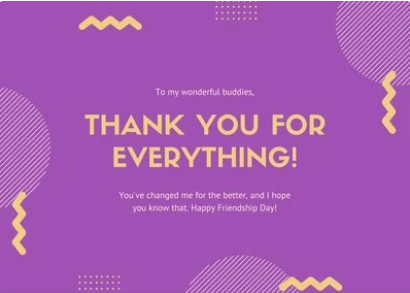 To my wonderful buddies,
THANK YOU FOR
EVERYTHING!
You've changed me for the better, and I hope
you know that. Happy Friendship Day!